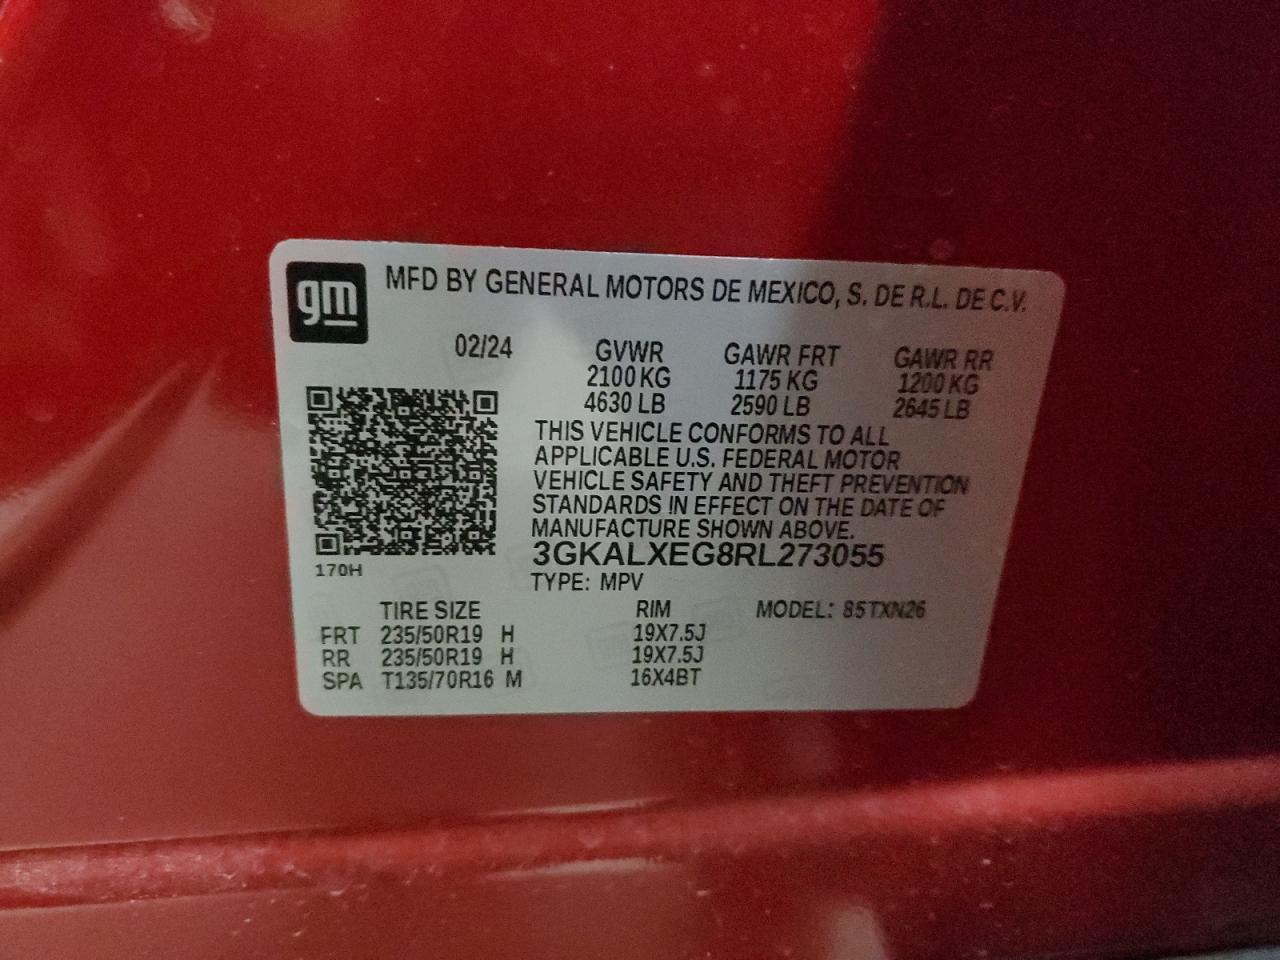 gm MFD BY GENERAL MOTORS DE MEXICO, S. DE R.L. DE C.V.
02/24 GVWR GAWR FRT GAWR RR
2100 KG 1175 KG 1200 KG
4630 LB 2590 LB 2645 LB
THIS VEHICLE CONFORMS TO ALL
APPLICABLE U.S. FEDERAL MOTOR
VEHICLE SAFETY AND THEFT PREVENTION
STANDARDS IN EFFECT ON THE DATE OF
MANUFACTURE SHOWN ABOVE.
3GKALXEG8RL273055
170H
TYPE: MPV
TIRE SIZE RIM MODEL: 85TXN26
FRT 235/50R19 H 19X7.5J
RR 235/50R19 H 19X7.5J
SPA T135/70R16 M 16X4BT